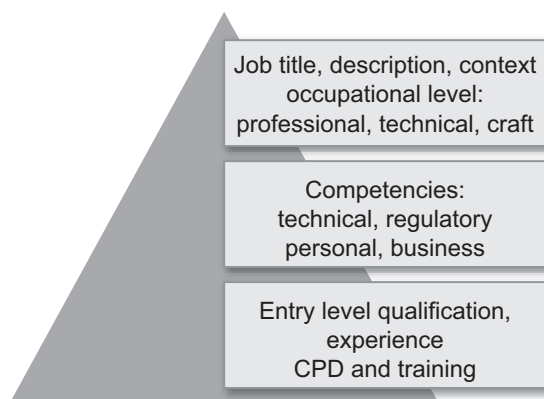 Job title, description, context
occupational level:
professional, technical, craft
Competencies:
technical, regulatory
personal, business
Entry level qualification,
experience
CPD and training